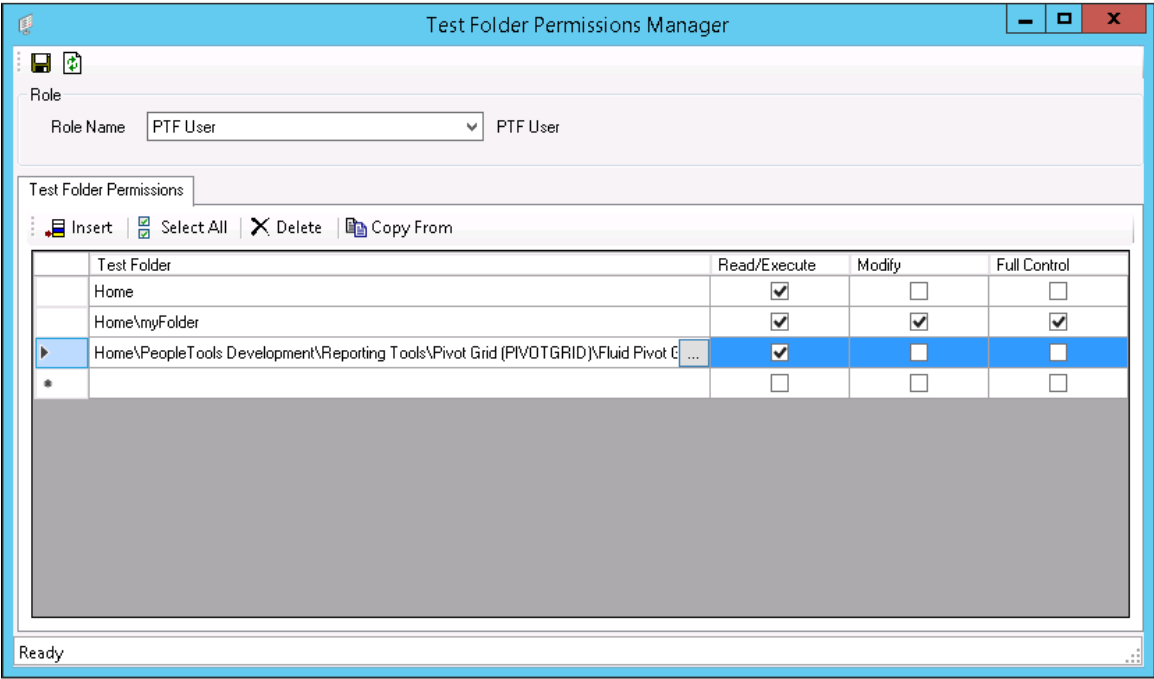 Test Folder Permissions Manager
Role
Role Name PTF User PTF User
Test Folder Permissions
Insert Select All Delete Copy From
Test Folder Read/Execute Modify Full Control
Home
Home\myFolder
Home\PeopleTools Development\Reporting Tools\Pivot Grid (PIVOTGRID)\Fluid Pivot ...
Ready